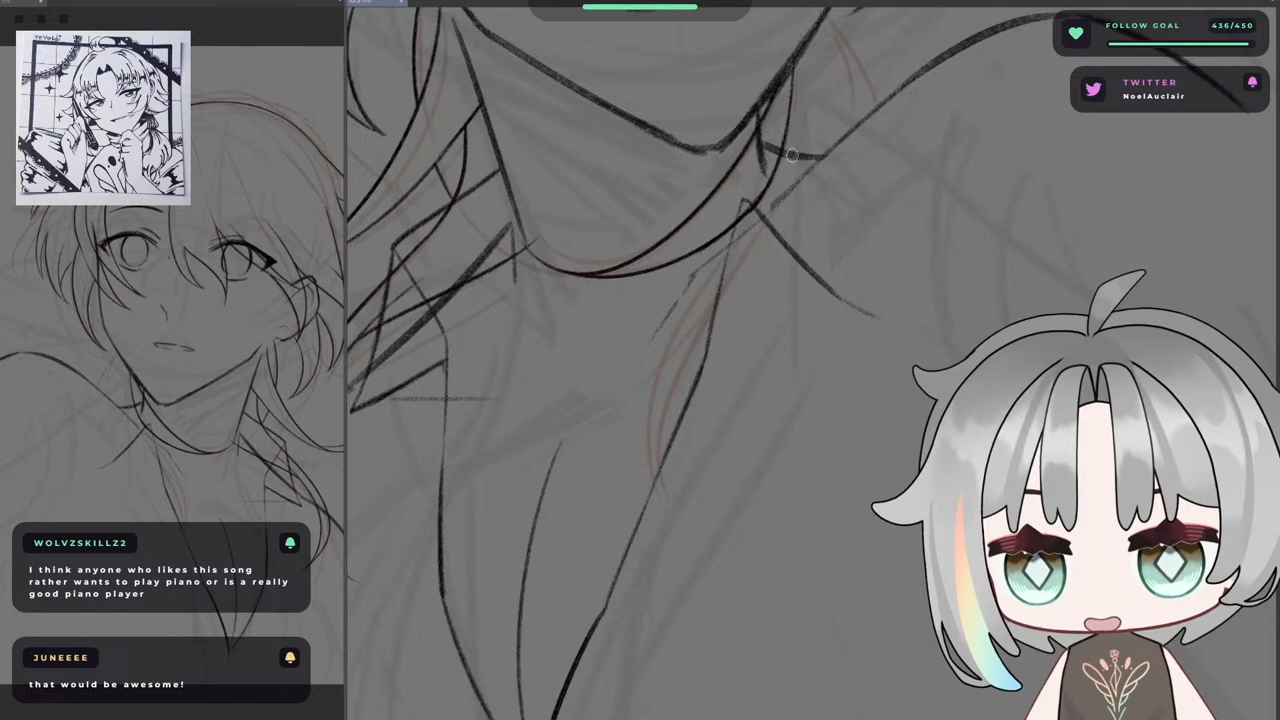 FOLLOW GOAL
436/450
TWITTER
NoelAuclair
WOLVZSKILLZ2
I think anyone who likes this song
rather wants to play piano or is a really
good piano player
JUNEEEE
that would be awesome!